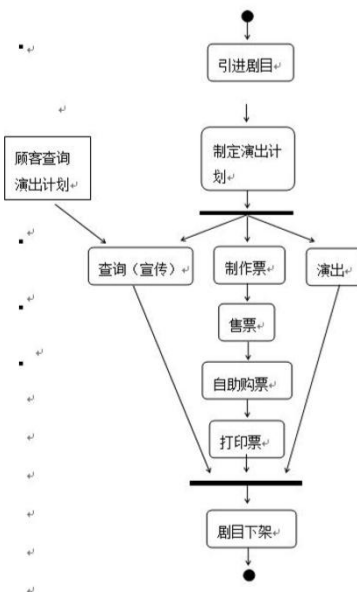 引进剧目
制定演出计
划
顾客查询
演出计划
查询（宣传）
制作票
演出
售票
自助购票
打印票
剧目下架